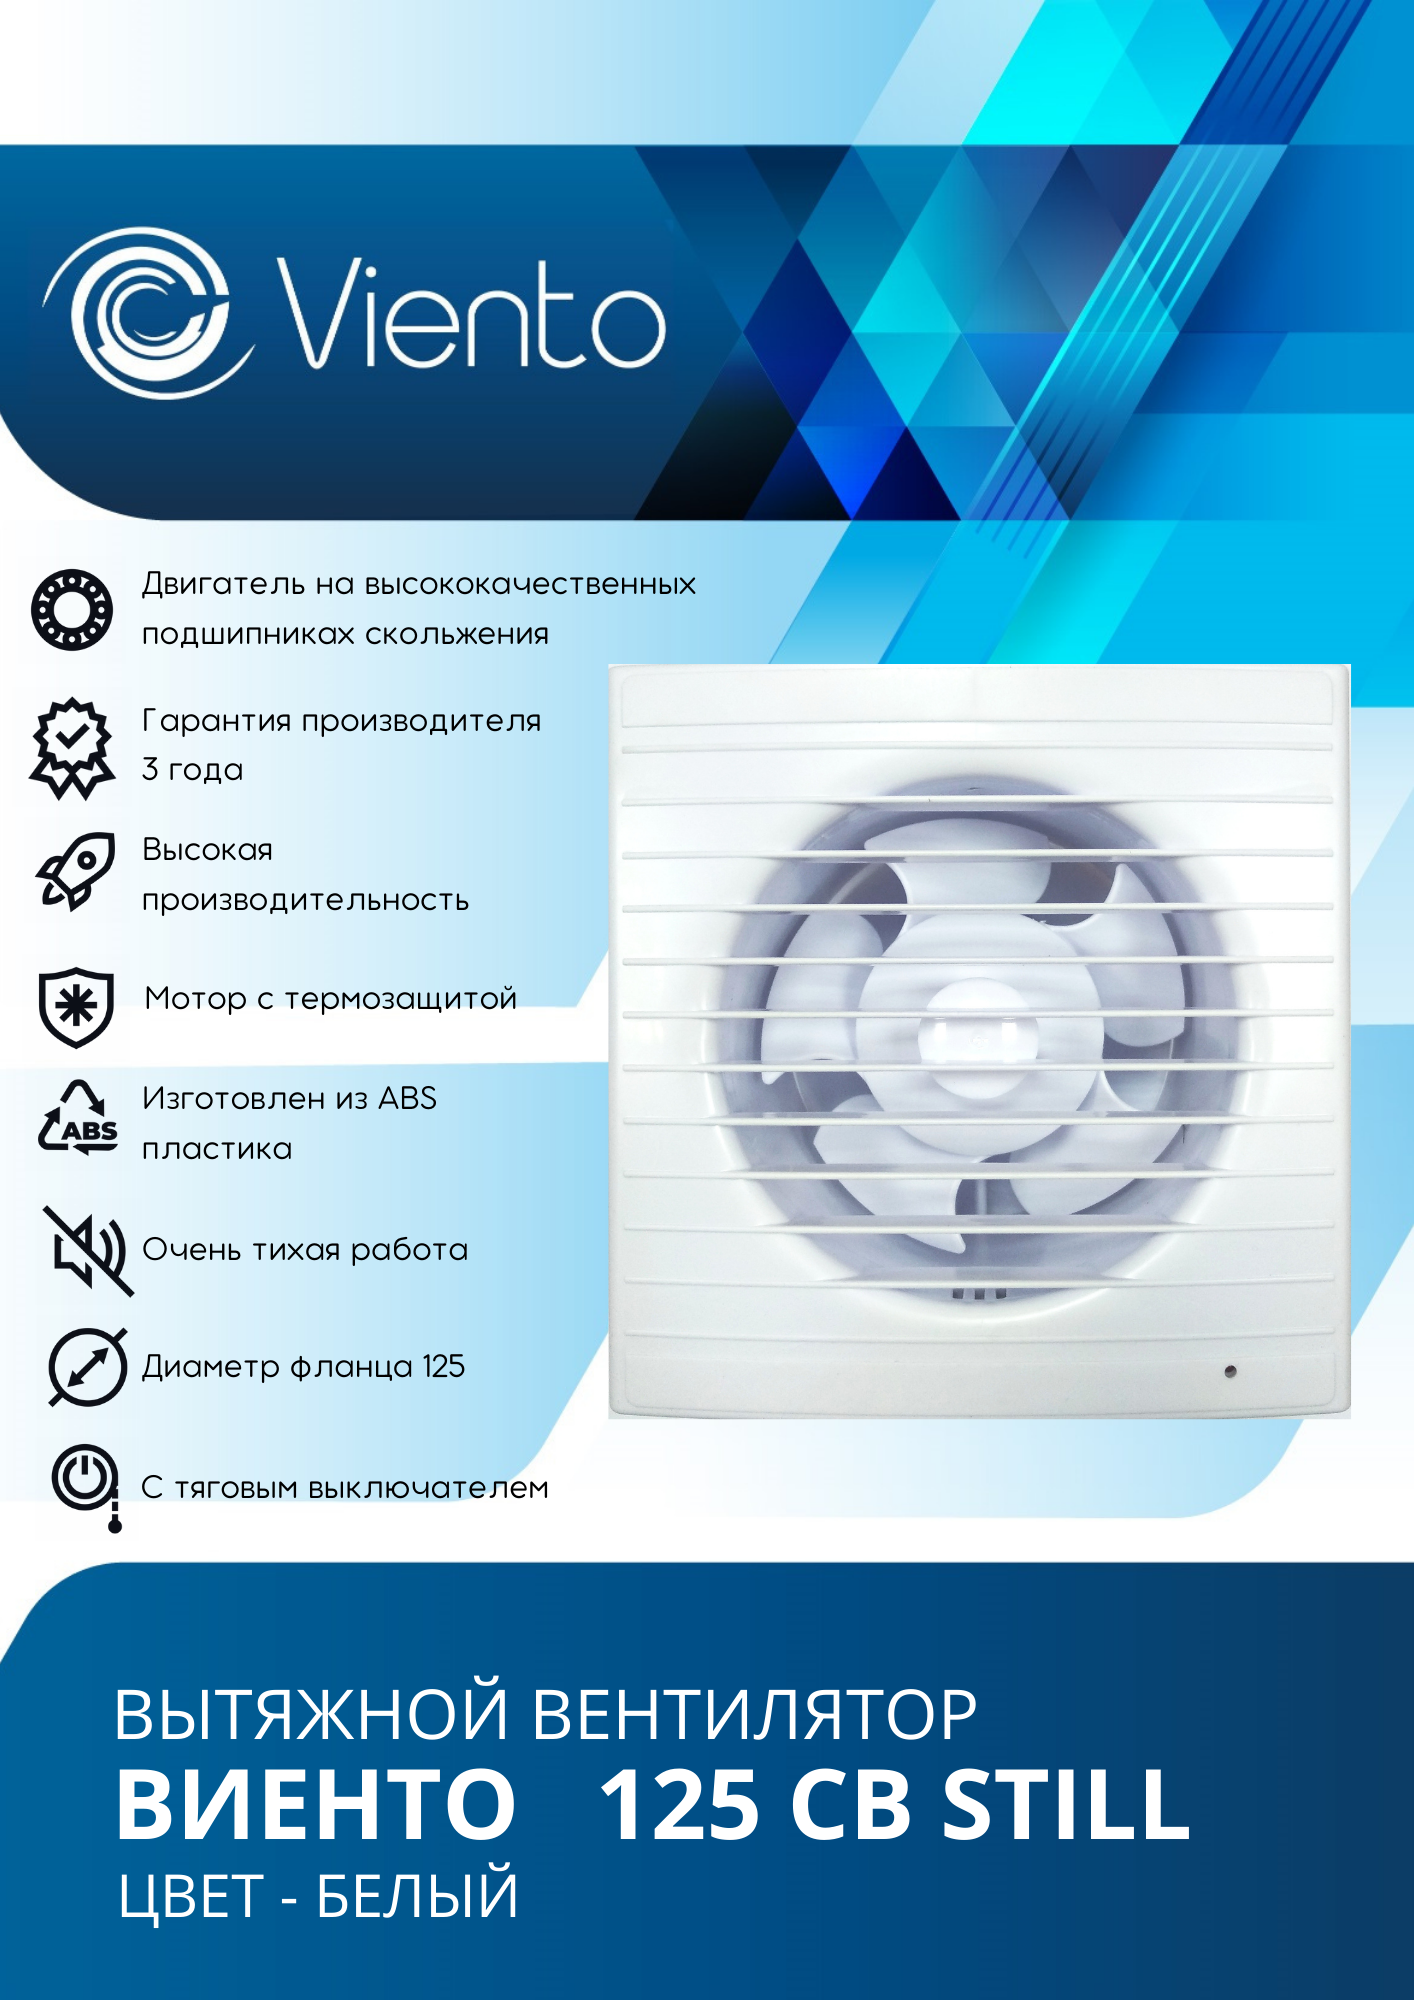 Viento
Двигатель на высококачественных
подшипниках скольжения
Гарантия производителя
3 года
Высокая
производительность
Мотор с термозащитой
Изготовлен из ABS
пластика
ABS
Очень тихая работа
Диаметр фланца 125
С тяговым выключателем
ВЫТЯЖНОЙ ВЕНТИЛЯТОР
ВИЕНТО 125 СВ STILL
ЦВЕТ - БЕЛЫЙ